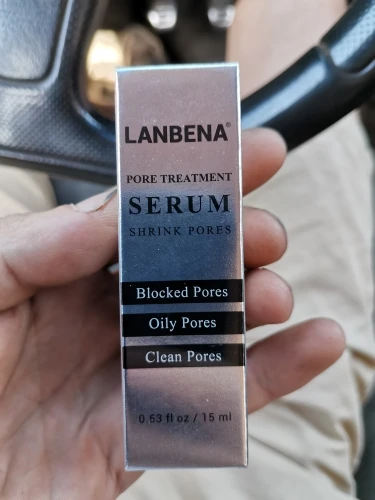 LANBENA®
PORE TREATMENT
SERUM
SHRINK PORES
Blocked Pores
Oily Pores
Clean Pores
0.53 fl oz / 15 ml